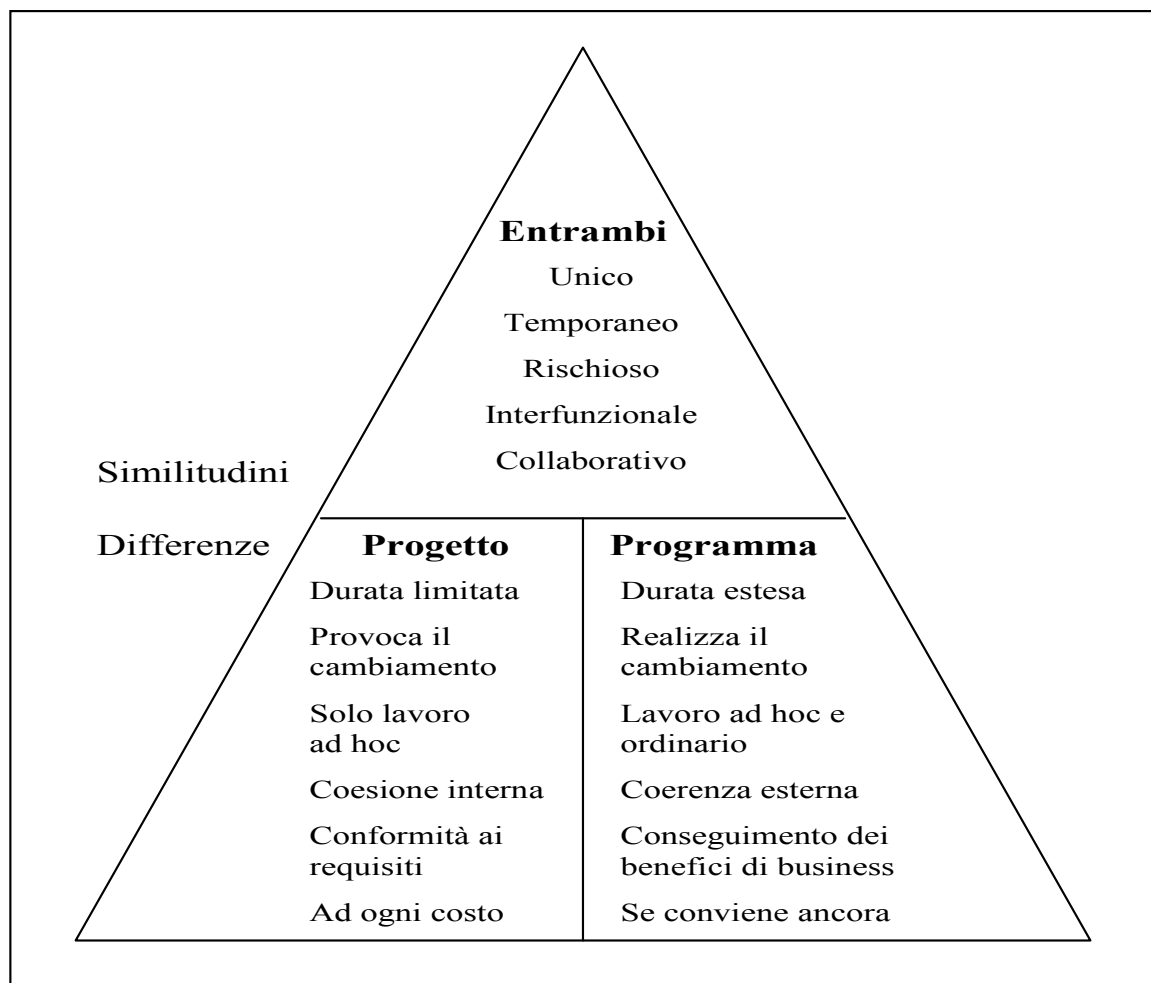 Entrambi
Unico
Temporaneo
Rischioso
Interfunzionale
Collaborativo
Similitudini
Differenze
Progetto
Durata limitata
Provoca il
cambiamento
Solo lavoro
ad hoc
Coesione interna
Conformità ai
requisiti
Ad ogni costo
Programma
Durata estesa
Realizza il
cambiamento
Lavoro ad hoc e
ordinario
Coerenza esterna
Conseguimento dei
benefici di business
Se conviene ancora